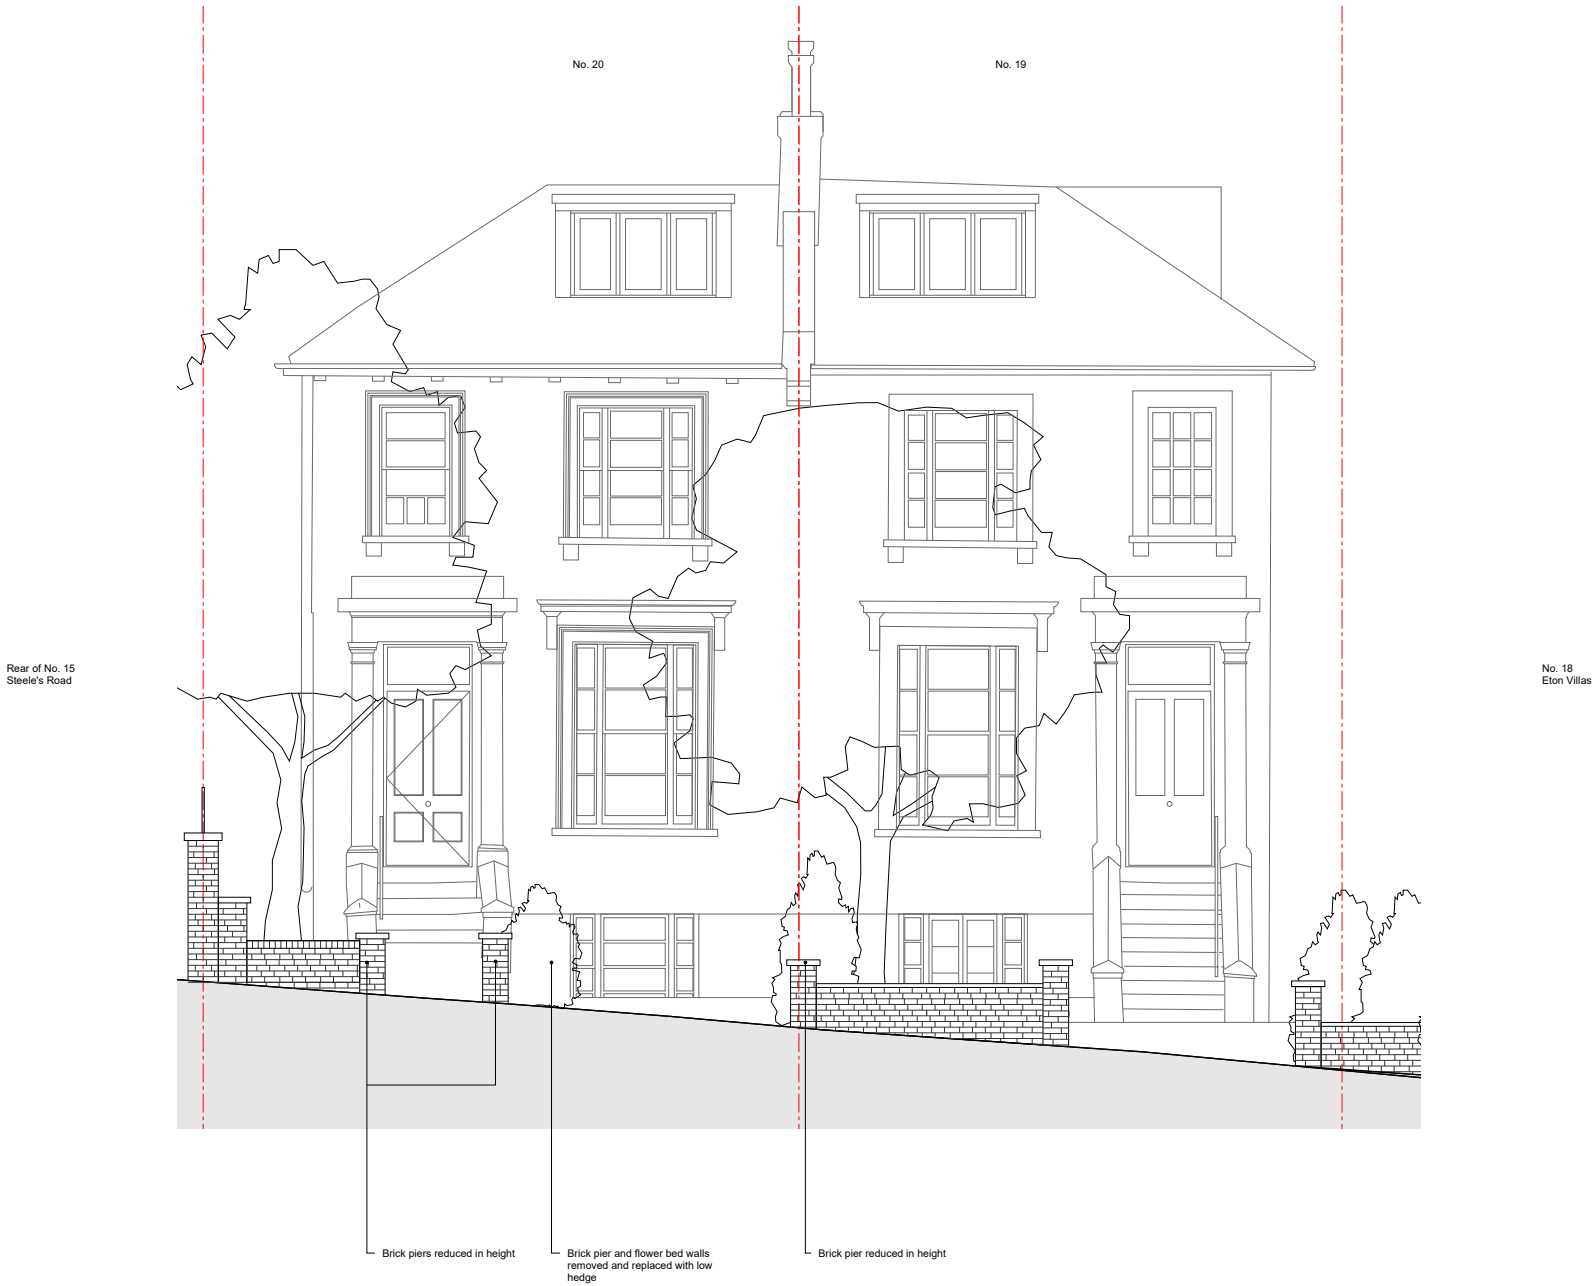 No. 20
No. 19
Rear of No. 15
Steele's Road
No. 18
Eton Villas
Brick piers reduced in height
Brick pier and flower bed walls
removed and replaced with low
hedge
Brick pier reduced in height